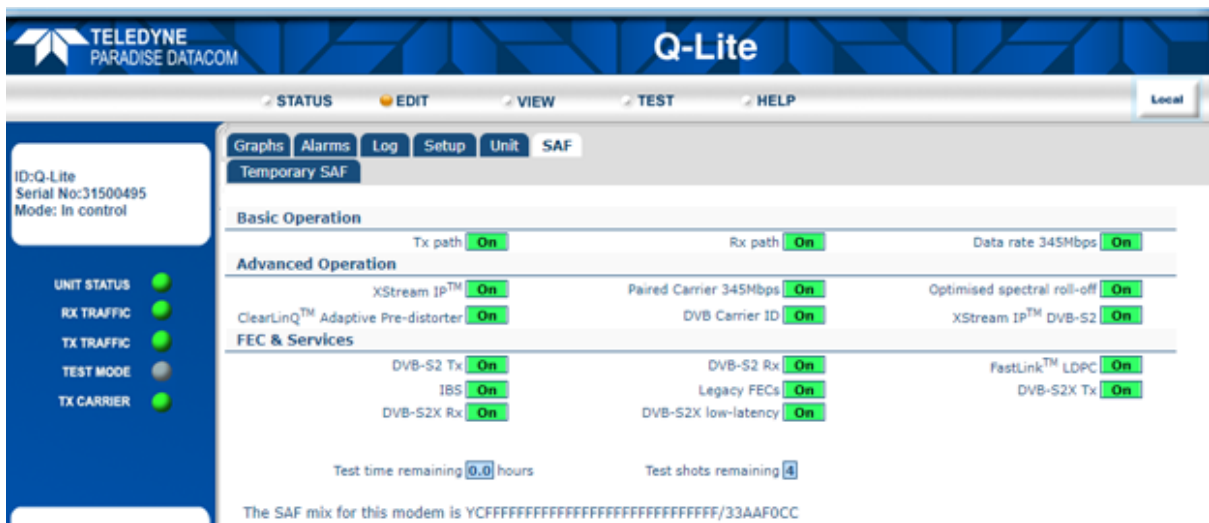 TELEDYNE
PARADISE DATACOM
Q-Lite
STATUS EDIT VIEW TEST HELP Local
Graphs Alarms Log Setup Unit SAF
Temporary SAF
ID:Q-Lite
Serial No:31500495
Mode: In control
UNIT STATUS
RX TRAFFIC
TX TRAFFIC
TEST MODE
TX CARRIER
Basic Operation
Tx path On Rx path On Data rate 345Mbps On
Advanced Operation
XStream IP™ On Paired Carrier 345Mbps On Optimised spectral roll-off On
ClearLinQ™ Adaptive Pre-distorter On DVB Carrier ID On XStream IP™ DVB-S2 On
FEC & Services
DVB-S2 Tx On DVB-S2 Rx On FastLink™ LDPC On
IBS On Legacy FECs On DVB-S2X Tx On
DVB-S2X Rx On DVB-S2X low-latency On
Test time remaining 0.0 hours Test shots remaining 4
The SAF mix for this modem is YCFFFFFFFFFFFFFFFFFFFFFFFFFFFFFF/33AAF0CC